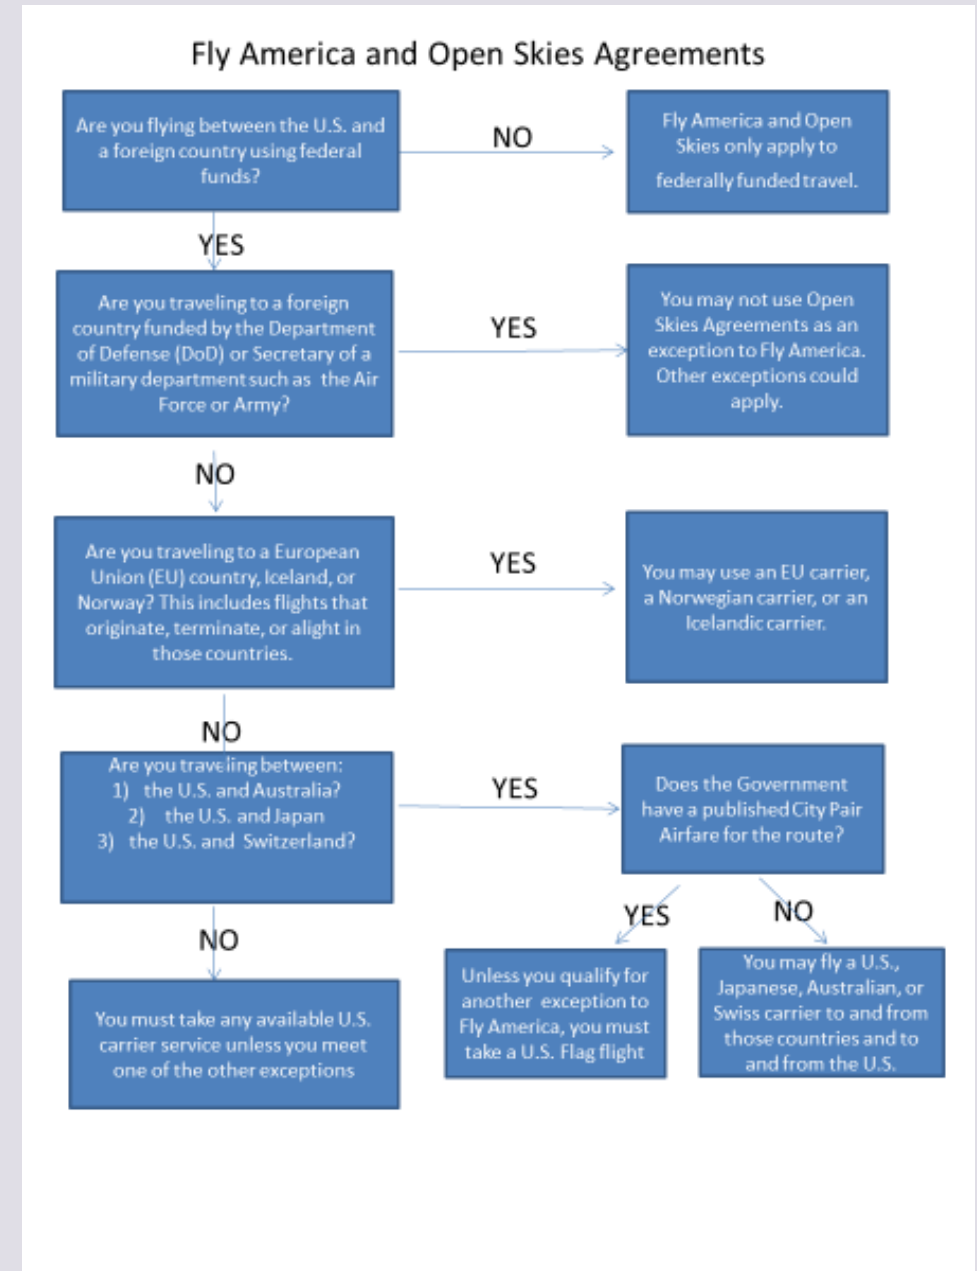 Fly America and Open Skies Agreements
Are you flying between the U.S. and
a foreign country using federal
funds?
NO
Fly America and Open
Skies only apply to
federally funded travel.
YES
Are you traveling to a foreign
country funded by the Department
of Defense (DoD) or Secretary of a
military department such as the Air
Force or Army?
YES
You may not use Open
Skies Agreements as an
exception to Fly America.
Other exceptions could
apply.
NO
Are you traveling to a European
Union (EU) country, Iceland, or
Norway? This includes flights that
originate, terminate, or alight in
those countries.
YES
You may use an EU carrier,
a Norwegian carrier, or an
Icelandic carrier.
NO
Are you traveling between:
1) the U.S. and Australia?
2) the U.S. and Japan
3) the U.S. and Switzerland?
YES
Does the Government
have a published City Pair
Airfare for the route?
YES
NO
NO
You must take any available U.S.
carrier service unless you meet
one of the other exceptions
Unless you qualify for
another exception to
Fly America, you must
take a U.S. Flag flight
You may fly a U.S.,
Japanese, Australian, or
Swiss carrier to and from
those countries and to
and from the U.S.